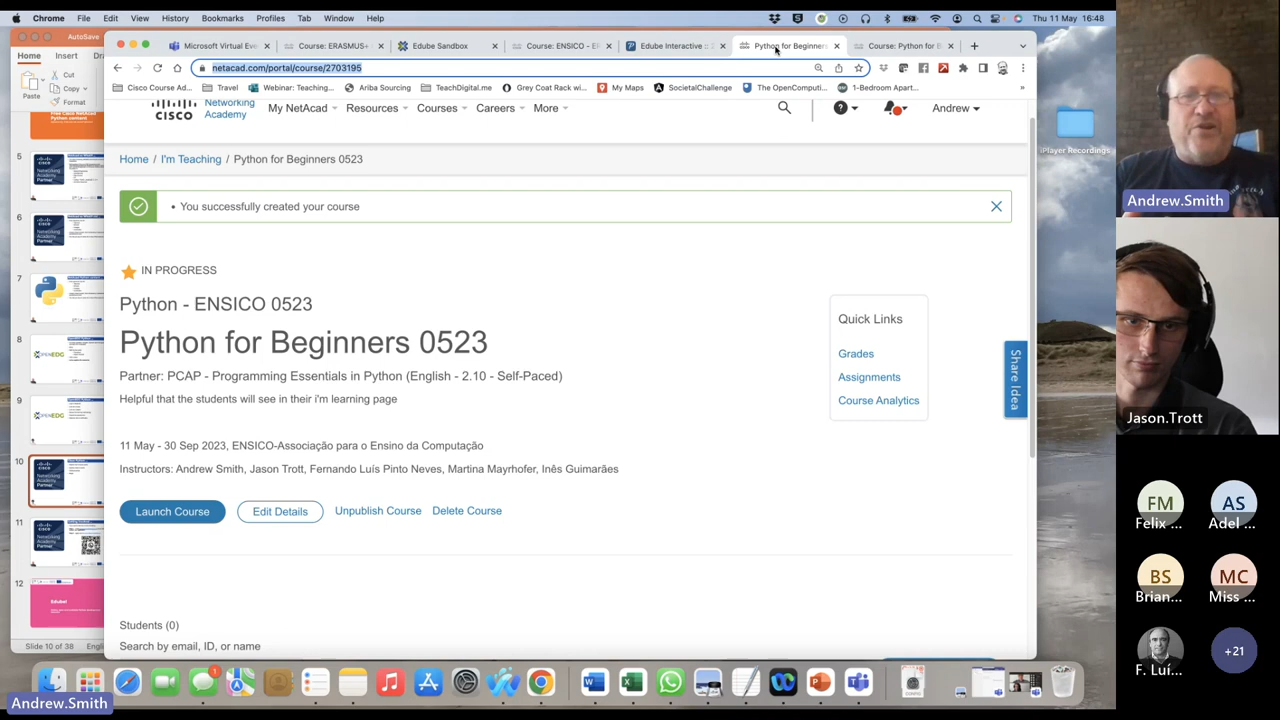 Chrome File Edit View History Bookmarks Profiles Tab Window Help Thu 11 May 16:48
AutoSave
Home Insert
Paste
Cut
Copy
Format
5
6
7
8
9
10
11
12
Slide 10 of 38
Microsoft Virtual Eve
Course: ERASMUS+
Edube Sandbox
Course: ENSICO - EF
Edube Interactive ::
Python for Beginners
Course: Python for B
netacad.com/portal/course/2703195
Cisco Course Ad... Travel Webinar: Teaching... Ariba Sourcing TeachDigital.me Grey Coat Rack wi... My Maps SocietalChallenge The OpenComputi... 1-Bedroom Apart...
CISCO
Networking
Academy
My NetAcad Resources Courses Careers More Andrew
Home / I'm Teaching / Python for Beginners 0523
• You successfully created your course
IN PROGRESS
Python - ENSICO 0523
Python for Beginners 0523
Partner: PCAP - Programming Essentials in Python (English - 2.10 - Self-Paced)
Helpful that the students will see in their i'm learning page
11 May - 30 Sep 2023, ENSICO-Associação para o Ensino da Computação
Instructors: Andrew Smith, Jason Trott, Fernando Luís Pinto Neves, Martina Mayrhofer, Inês Guimarães
Launch Course Edit Details Unpublish Course Delete Course
Quick Links
Grades
Assignments
Course Analytics
Share Idea
Students (0)
Search by email, ID, or name
iPlayer Recordings
Andrew.Smith
Jason.Trott
FM
Felix ...
AS
Adel ...
BS
Brian...
MC
Miss ...
F. Luí...
+21
Andrew.Smith